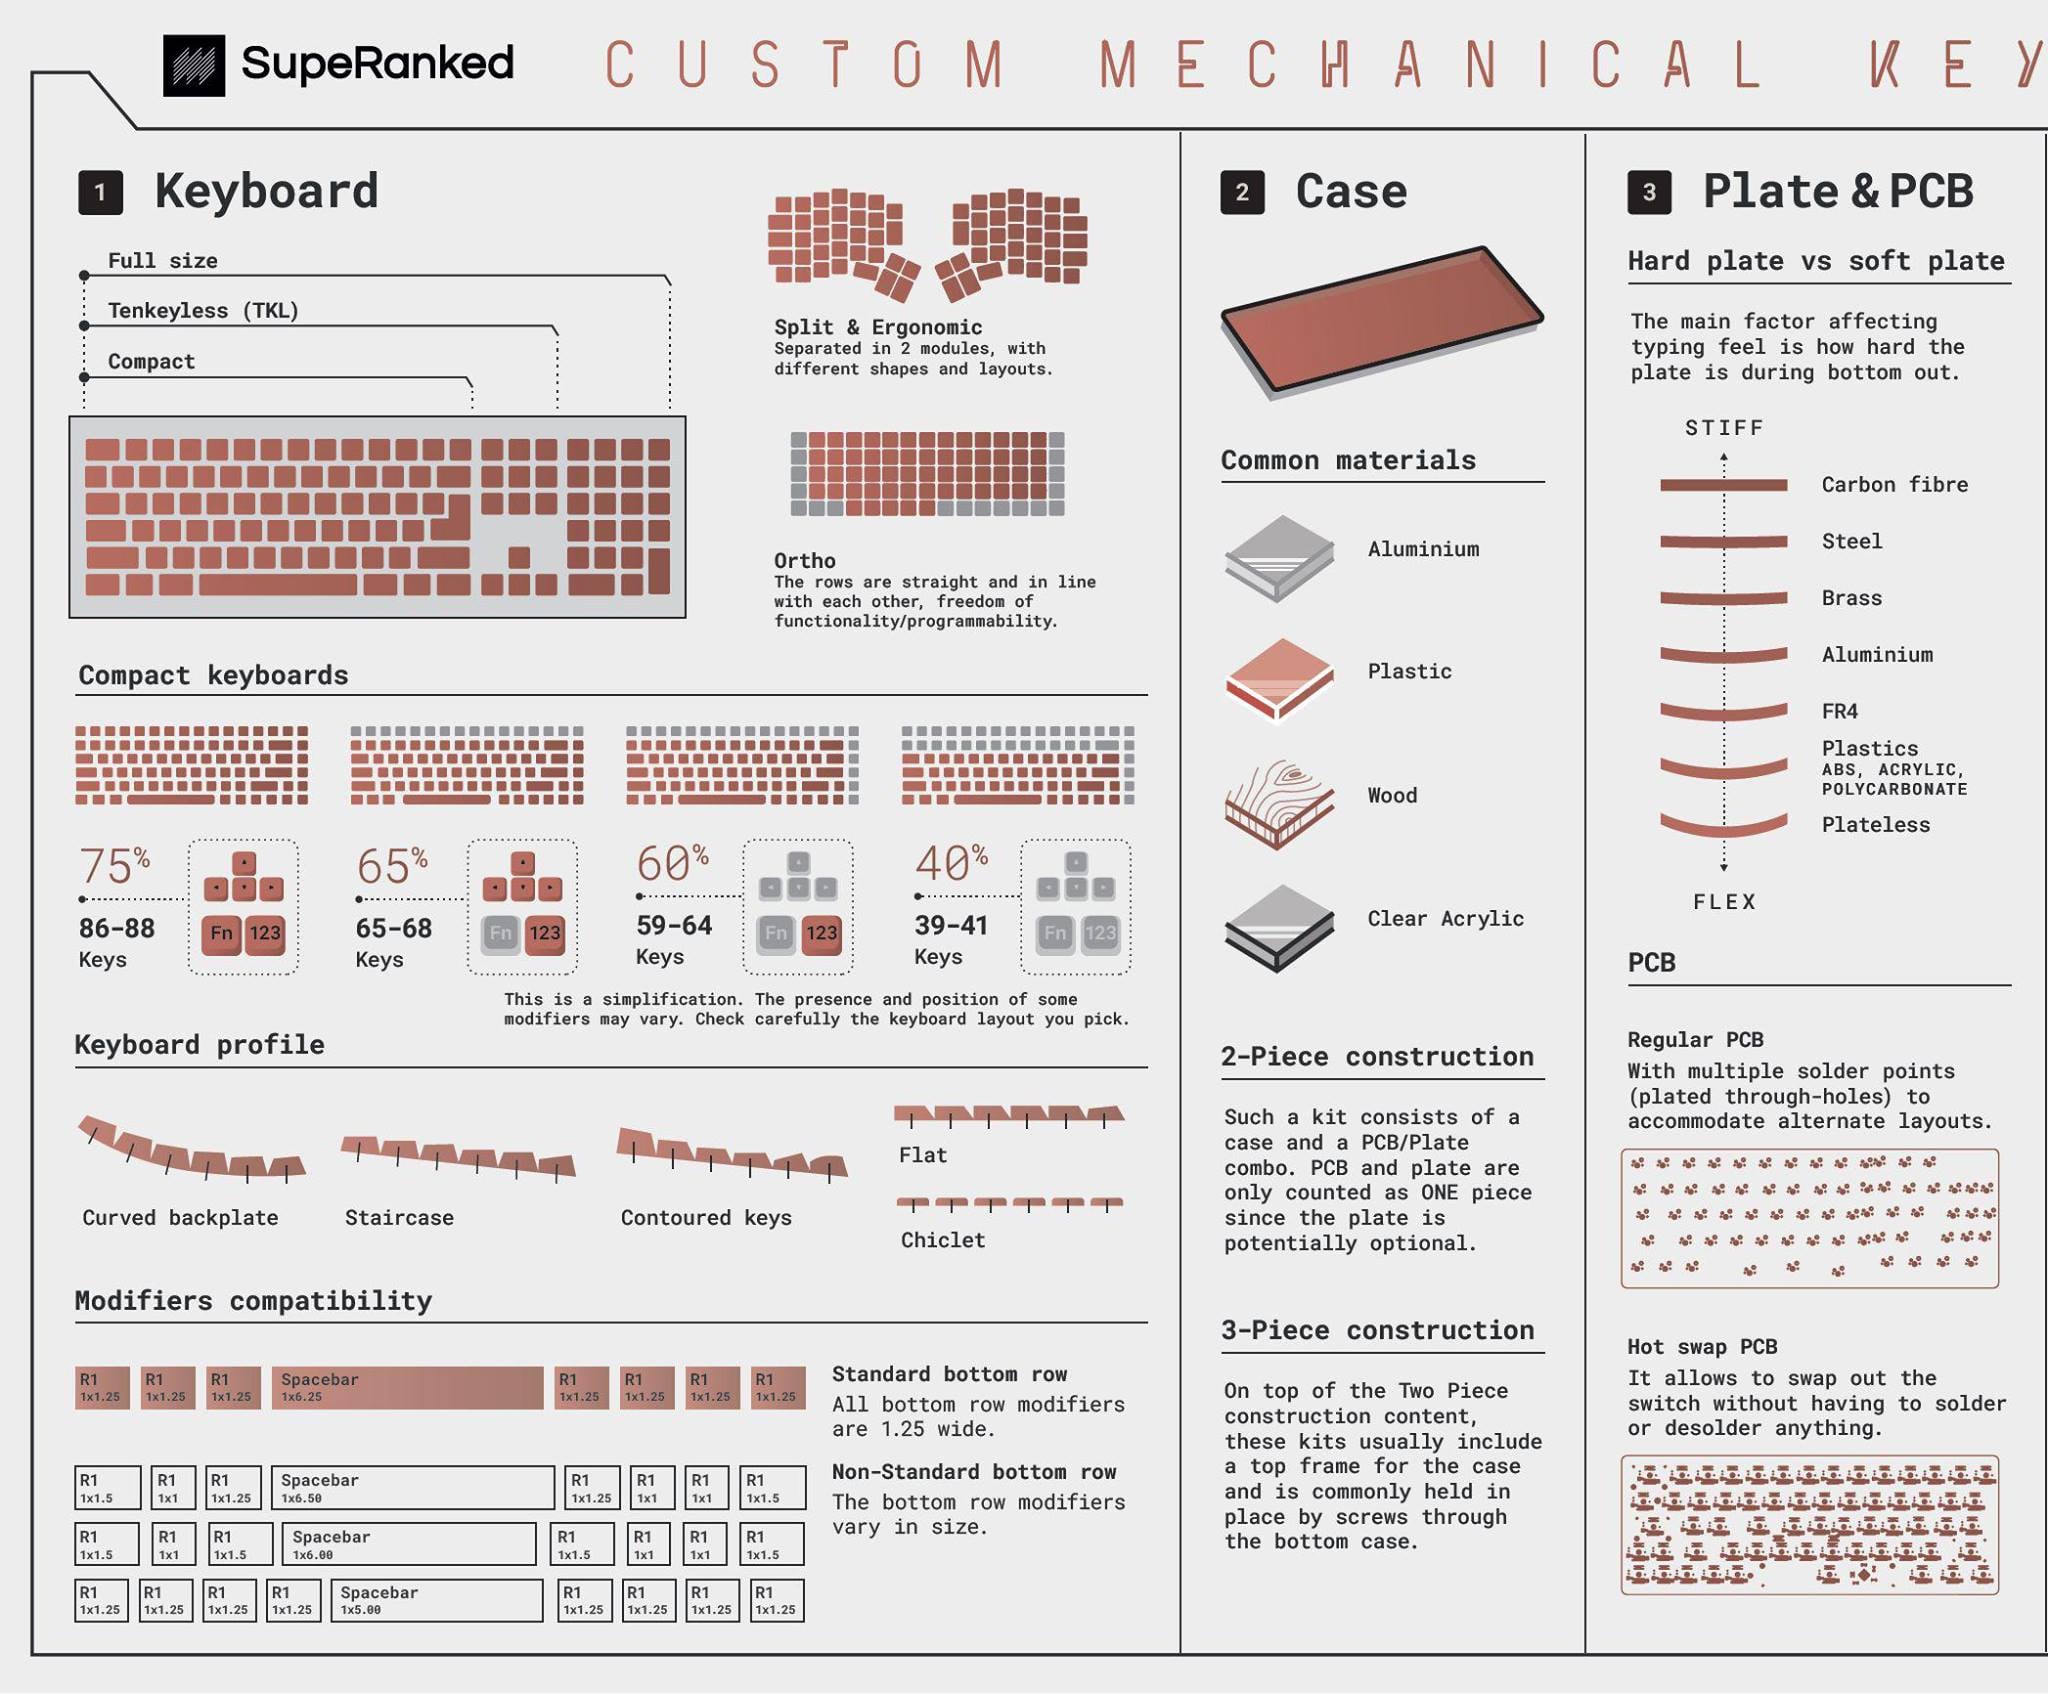 SupeRanked
CUSTOM MECHANICAL KEY
1 Keyboard
Full size
Tenkeyless (TKL)
Compact
Split & Ergonomic
Separated in 2 modules, with
different shapes and layouts.
Ortho
The rows are straight and in line
with each other, freedom of
functionality/programmability.
Compact keyboards
75%
86-88
Keys
Fn 123
65%
65-68
Keys
Fn 123
60%
59-64
Keys
Fn 123
40%
39-41
Keys
Fn 123
This is a simplification. The presence and position of some
modifiers may vary. Check carefully the keyboard layout you pick.
Keyboard profile
Curved backplate
Staircase
Contoured keys
Flat
Chiclet
Modifiers compatibility
R1 R1 R1 Spacebar R1 R1 R1 R1
1x1.25 1x1.25 1x1.25 1x6.25 1x1.25 1x1.25 1x1.25 1x1.25
Standard bottom row
All bottom row modifiers
are 1.25 wide.
R1 R1 R1 Spacebar R1 R1 R1 R1
1x1.5 1x1 1x1.25 1x6.50 1x1.25 1x1 1x1 1x1.5
Non-Standard bottom row
The bottom row modifiers
vary in size.
R1 R1 R1 Spacebar R1 R1 R1 R1
1x1.5 1x1 1x1.5 1x6.00 1x1.5 1x1 1x1 1x1.5
R1 R1 R1 R1 Spacebar R1 R1 R1 R1
1x1.25 1x1.25 1x1.25 1x1.25 1x5.00 1x1.25 1x1.25 1x1.25 1x1.25
2 Case
Common materials
Aluminium
Plastic
Wood
Clear Acrylic
2-Piece construction
Such a kit consists of a
case and a PCB/Plate
combo. PCB and plate are
only counted as ONE piece
since the plate is
potentially optional.
3-Piece construction
On top of the Two Piece
construction content,
these kits usually include
a top frame for the case
and is commonly held in
place by screws through
the bottom case.
3 Plate & PCB
Hard plate vs soft plate
The main factor affecting
typing feel is how hard the
plate is during bottom out.
STIFF
Carbon fibre
Steel
Brass
Aluminium
FR4
Plastics
ABS, ACRYLIC,
POLYCARBONATE
Plateless
FLEX
PCB
Regular PCB
With multiple solder points
(plated through-holes) to
accommodate alternate layouts.
Hot swap PCB
It allows to swap out the
switch without having to solder
or desolder anything.